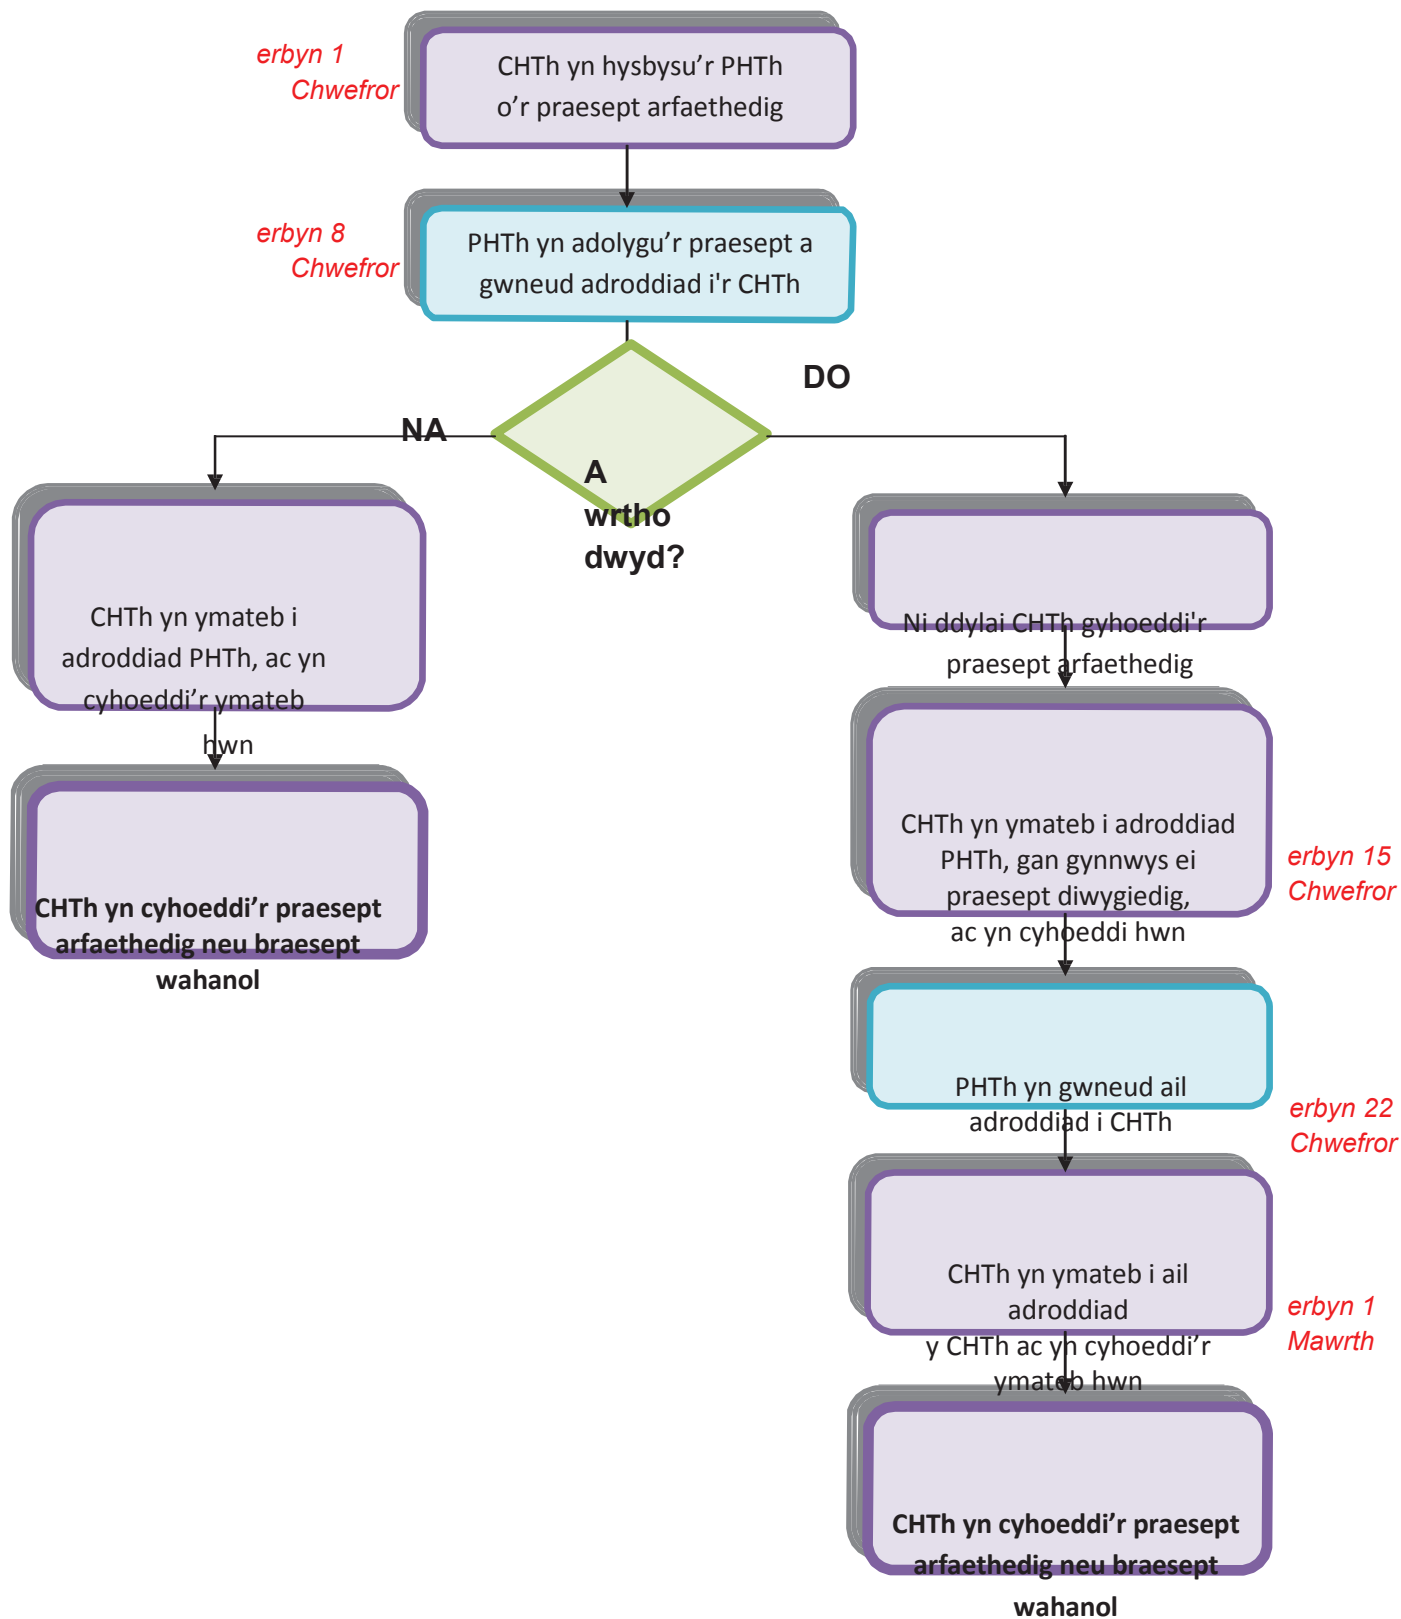 erbyn 1
Chwefror
CHTh yn hysbysu’r PHTh
o’r praesept arfaethedig
erbyn 8
Chwefror
PHTh yn adolygu’r praesept a
gwneud adroddiad i'r CHTh
DO
NA
A
wrtho
dwyd?
CHTh yn ymateb i
adroddiad PHTh, ac yn
cyhoeddi’r ymateb
hwn
CHTh yn cyhoeddi’r praesept
arfaethedig neu braesept
wahanol
Ni ddylai CHTh gyhoeddi'r
praesept arfaethedig
CHTh yn ymateb i adroddiad
PHTh, gan gynnwys ei
praesept diwygiedig,
ac yn cyhoeddi hwn
erbyn 15
Chwefror
PHTh yn gwneud ail
adroddiad i CHTh
erbyn 22
Chwefror
CHTh yn ymateb i ail
adroddiad
y CHTh ac yn cyhoeddi’r
ymateb hwn
erbyn 1
Mawrth
CHTh yn cyhoeddi’r praesept
arfaethedig neu braesept
wahanol